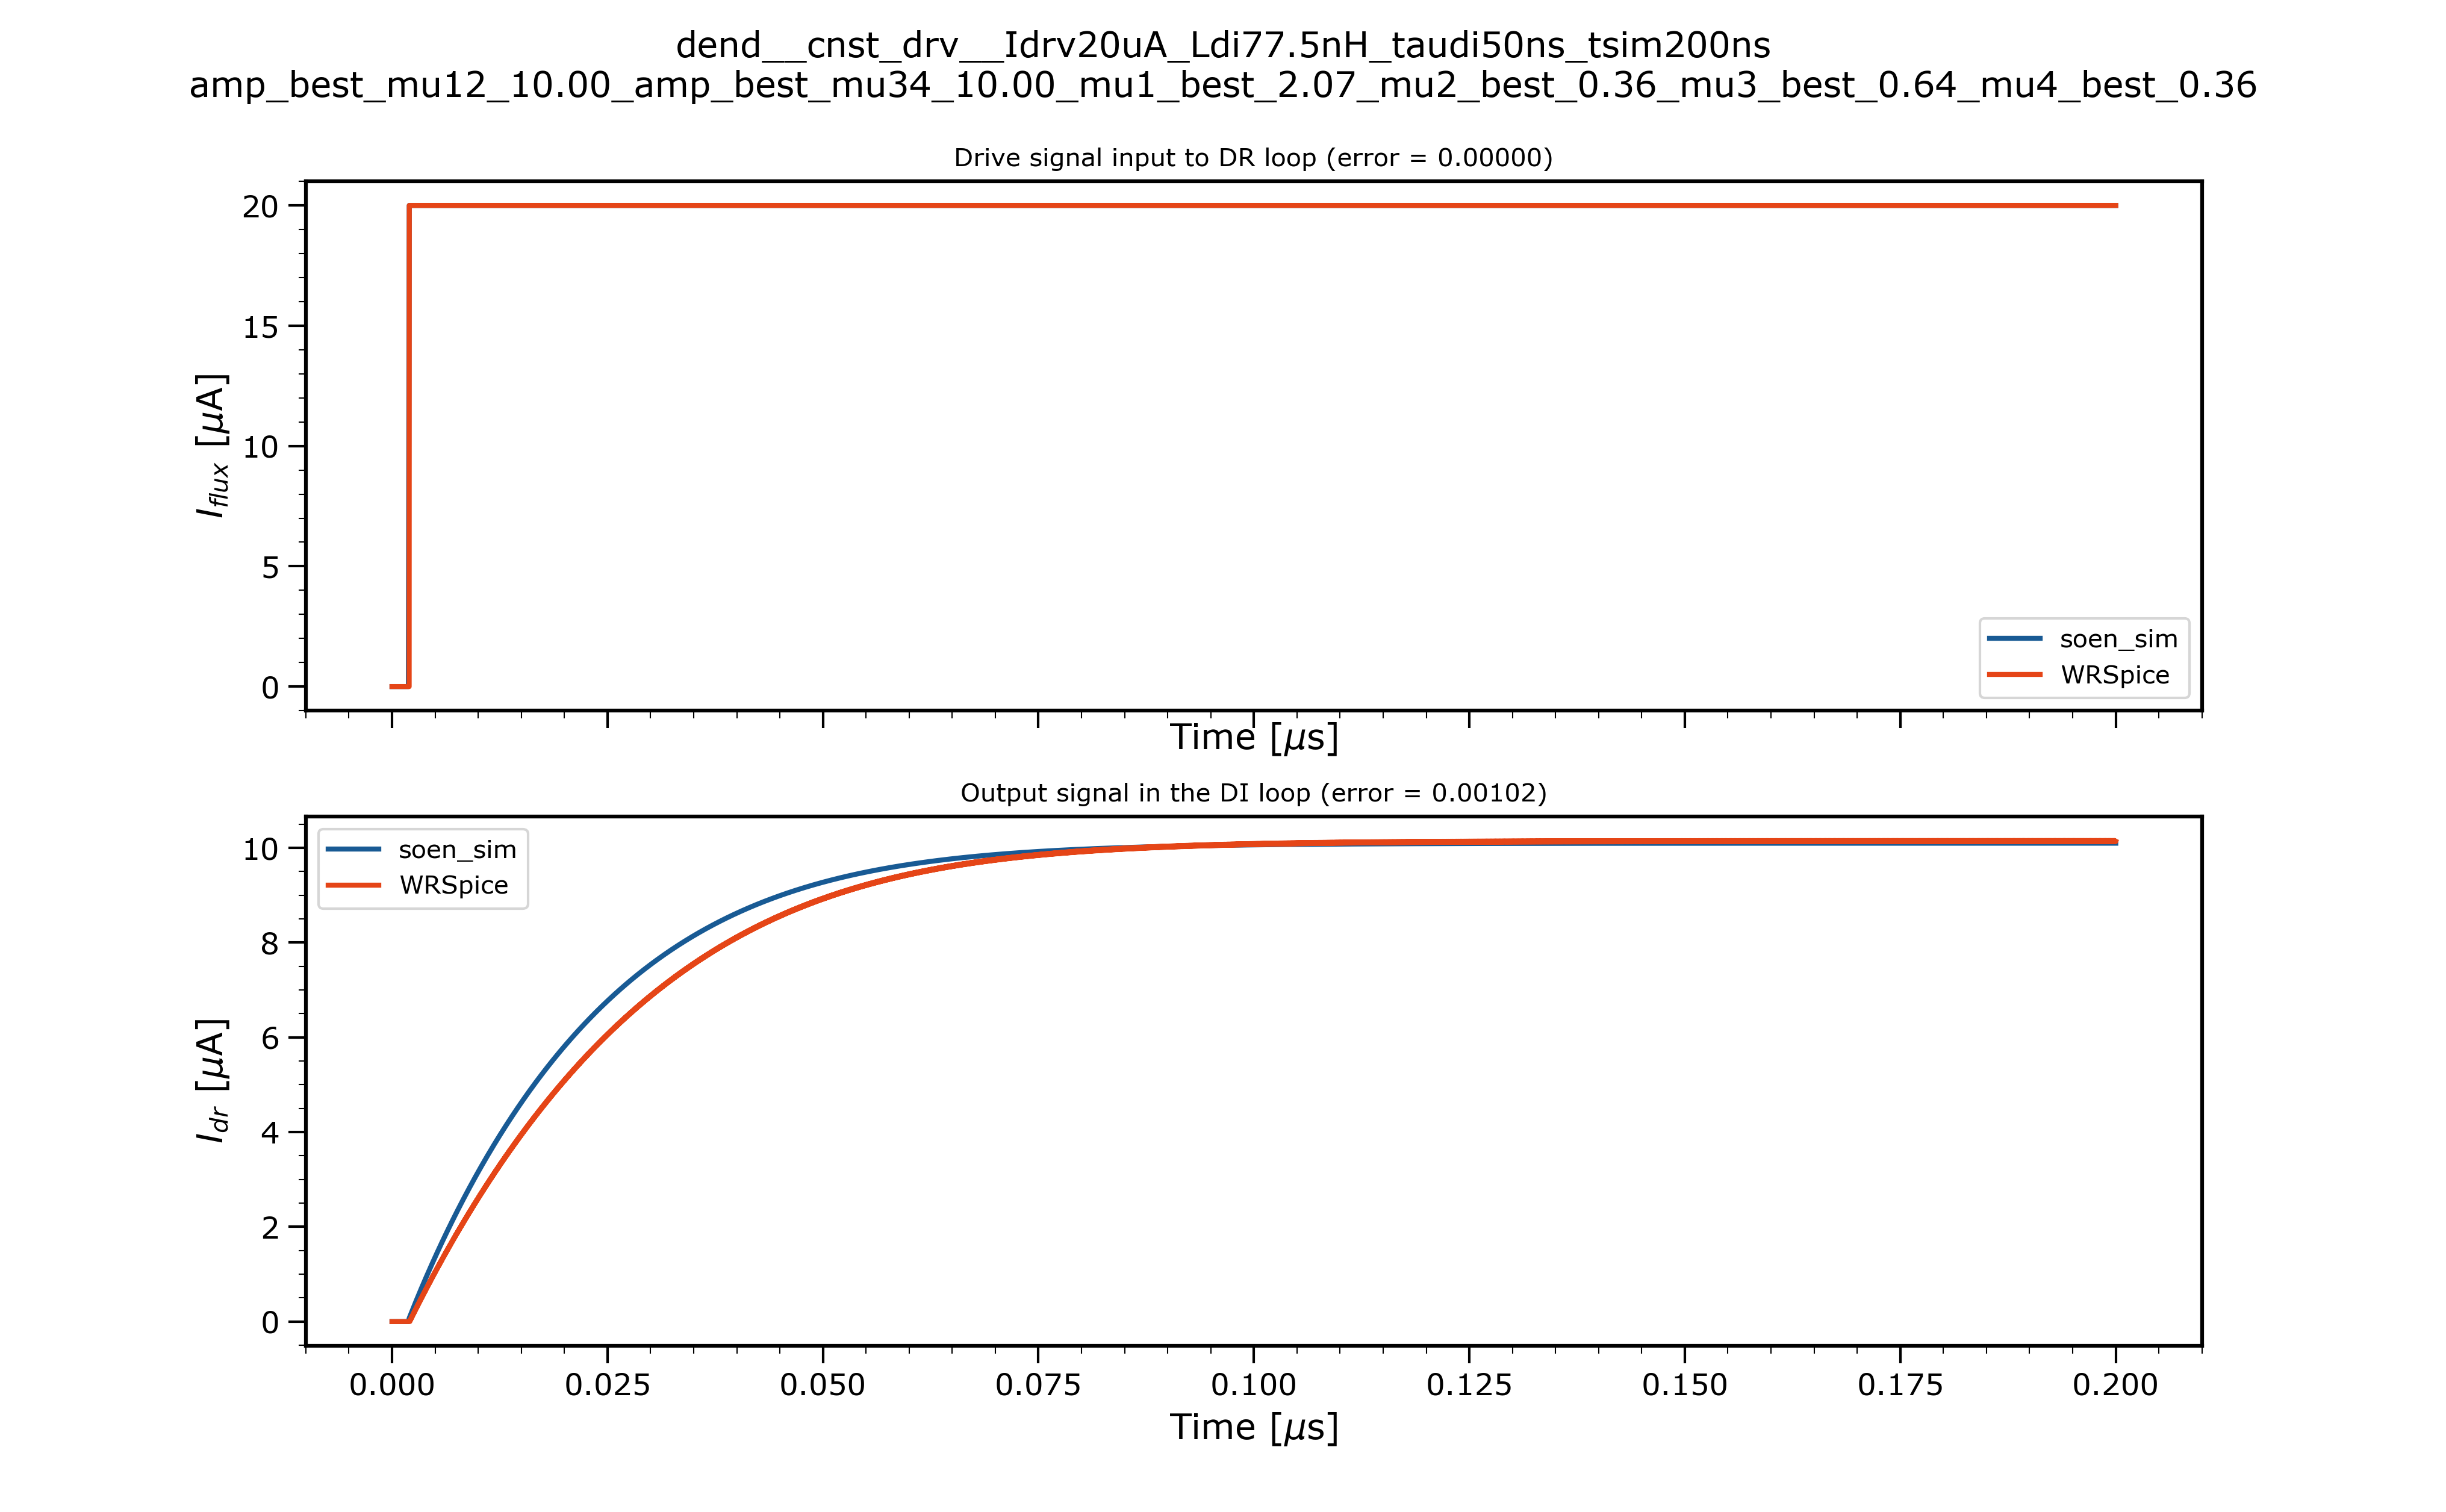 dend__cnst_drv__Idrv20uA_Ldi77.5nH_taudi50ns_tsim200ns
amp_best_mu12_10.00_amp_best_mu34_10.00_mu1_best_2.07_mu2_best_0.36_mu3_best_0.64_mu4_best_0.36
Drive signal input to DR loop (error = 0.00000)
20
15
10
5
0
I_flux [μA]
soen_sim
WRSpice
Time [μs]
Output signal in the DI loop (error = 0.00102)
10
8
6
4
2
0
I_dr [μA]
soen_sim
WRSpice
0.000 0.025 0.050 0.075 0.100 0.125 0.150 0.175 0.200
Time [μs]